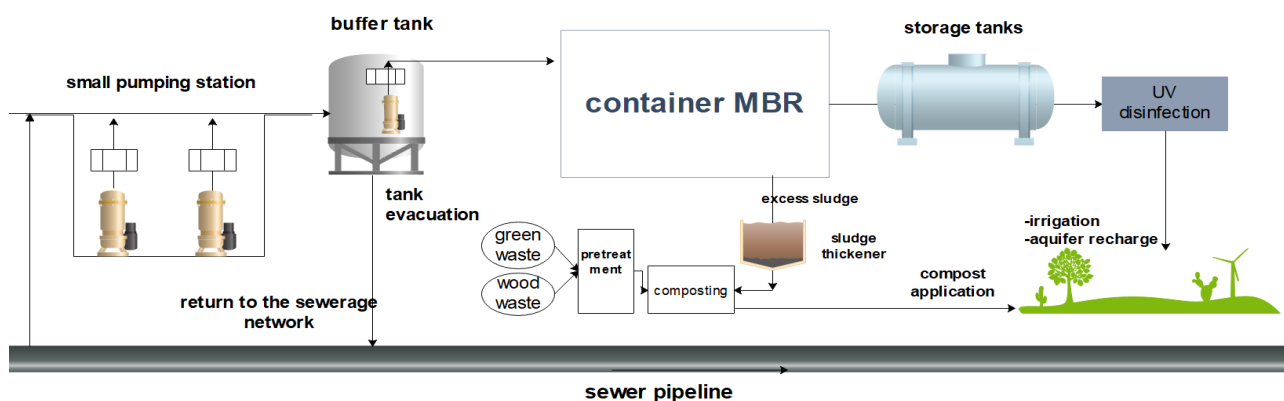 buffer tank
small pumping station
container MBR
storage tanks
UV
disinfection
tank
evacuation
excess sludge
sludge
thickener
green
waste
wood
waste
pretreat
ment
composting
-irrigation
-aquifer recharge
compost
application
return to the sewerage
network
sewer pipeline